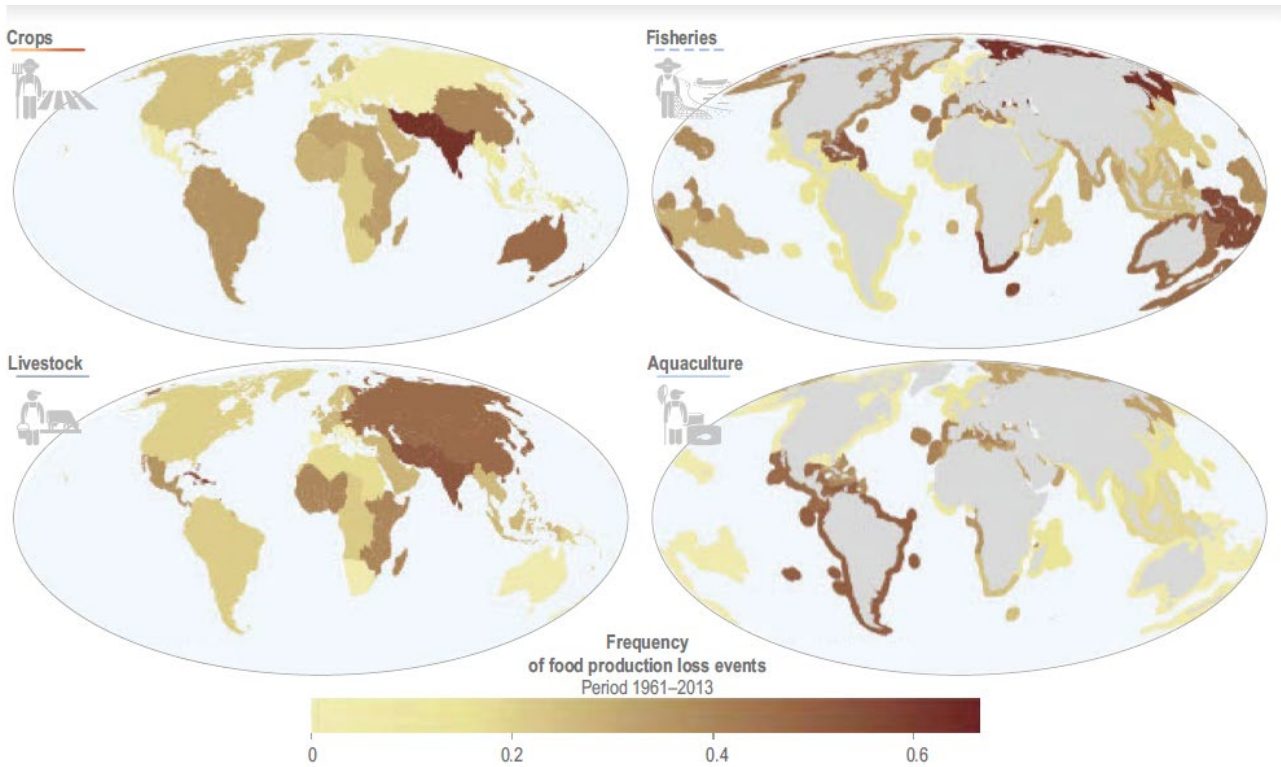 Crops
Fisheries
Livestock
Aquaculture
Frequency
of food production loss events
Period 1961–2013
0 0.2 0.4 0.6